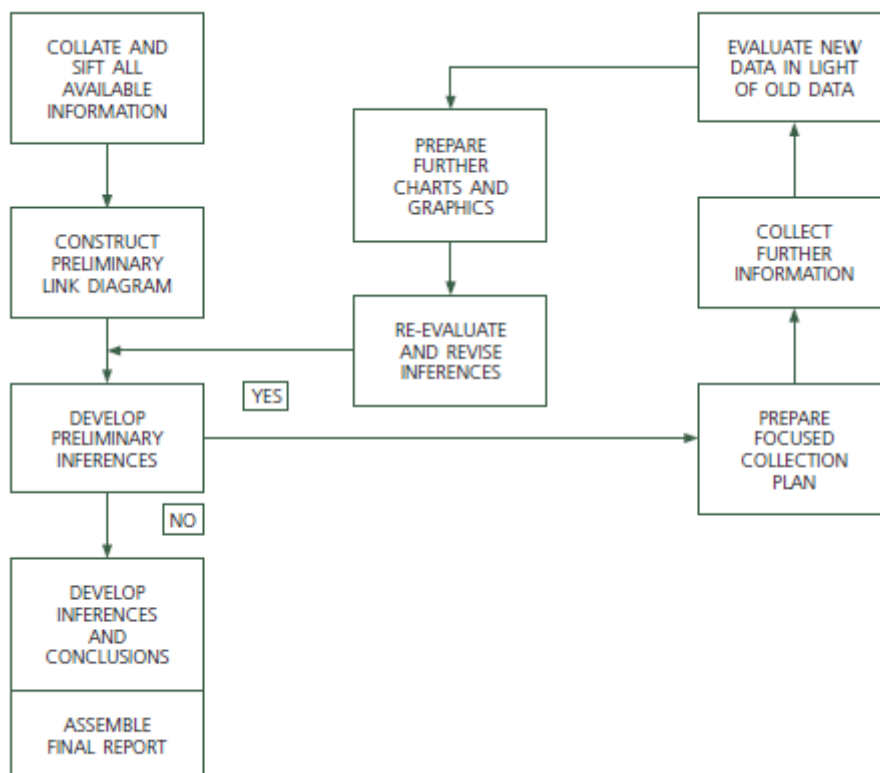 COLLATE AND
SIFT ALL
AVAILABLE
INFORMATION
CONSTRUCT
PRELIMINARY
LINK DIAGRAM
DEVELOP
PRELIMINARY
INFERENCES
YES
NO
DEVELOP
INFERENCES
AND
CONCLUSIONS
ASSEMBLE
FINAL REPORT
PREPARE
FURTHER
CHARTS AND
GRAPHICS
RE-EVALUATE
AND REVISE
INFERENCES
EVALUATE NEW
DATA IN LIGHT
OF OLD DATA
COLLECT
FURTHER
INFORMATION
PREPARE
FOCUSED
COLLECTION
PLAN